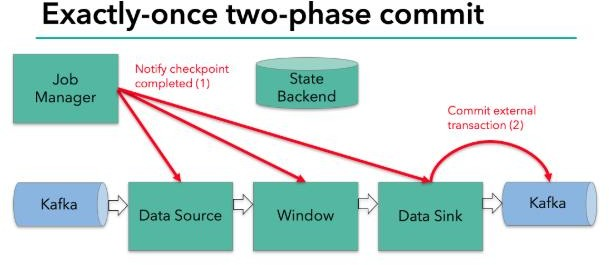 Exactly-once two-phase commit
Job
Manager
Notify checkpoint
completed (1)
State
Backend
Commit external
transaction (2)
Kafka
Data Source
Window
Data Sink
Kafka